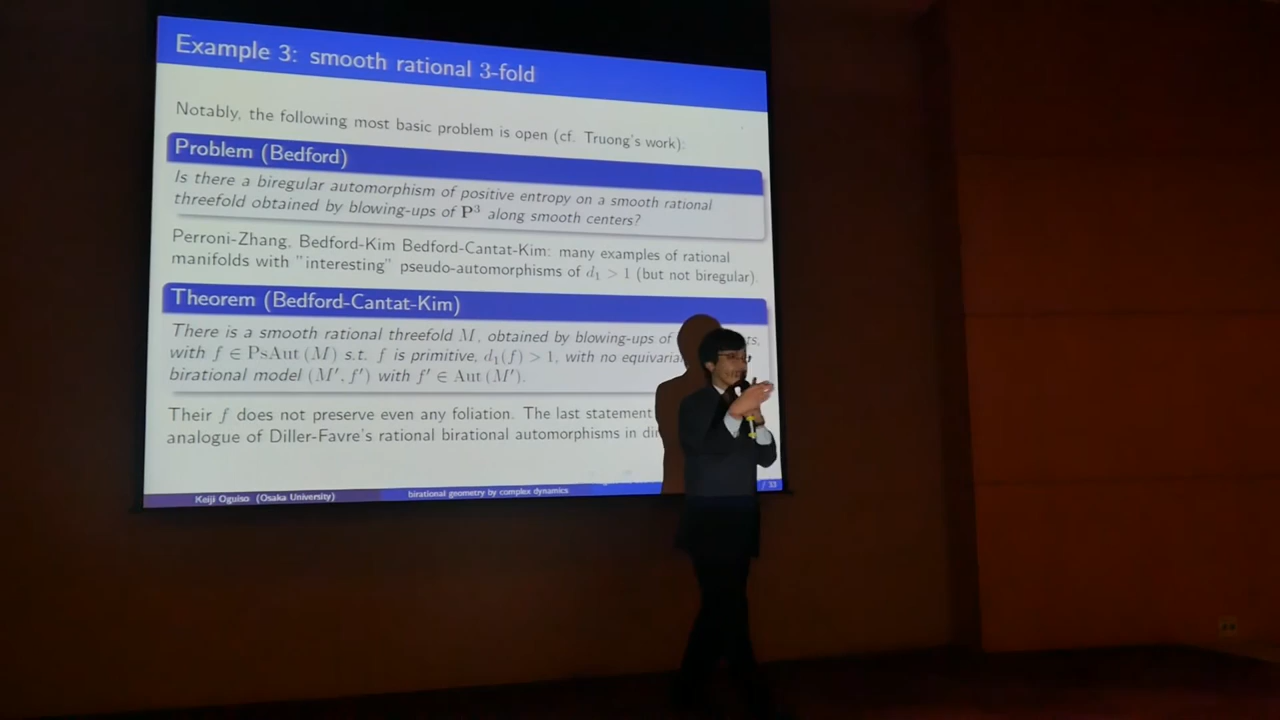 Example 3: smooth rational 3-fold
Notably, the following most basic problem is open (cf. Truong's work):
Problem (Bedford)
Is there a biregular automorphism of positive entropy on a smooth rational
threefold obtained by blowing-ups of P³ along smooth centers?
Perroni-Zhang, Bedford-Kim Bedford-Cantat-Kim: many examples of rational
manifolds with "interesting" pseudo-automorphisms of d₁ > 1 (but not biregular).
Theorem (Bedford-Cantat-Kim)
There is a smooth rational threefold M, obtained by blowing-ups of
with f ∈ PsAut (M) s.t. f is primitive, d₁(f) > 1, with no
birational model (M′, f′) with f′ ∈ Aut (M′).
Their f does not preserve even any foliation. The last statement
analogue of Diller-Favre's rational birational automorphisms in
Keiji Oguiso (Osaka University) birational geometry by complex dynamics / 33